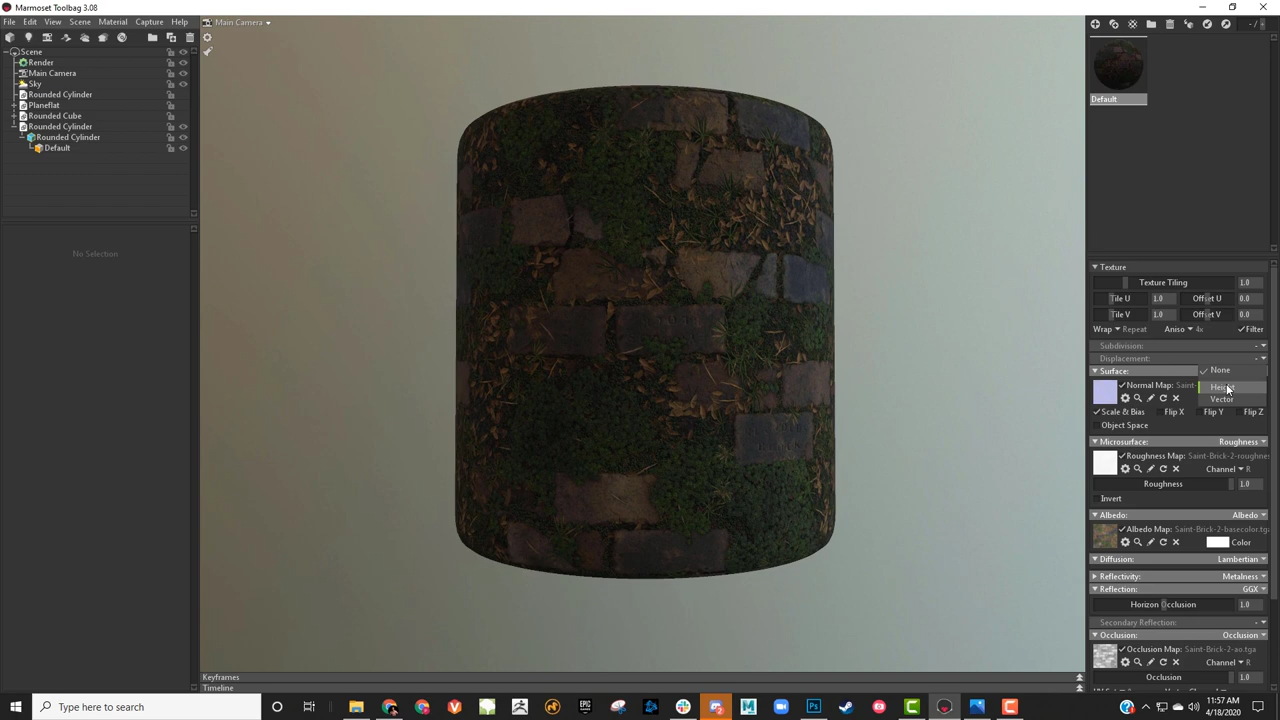 Marmoset Toolbag 3.08
File Edit View Scene Material Capture Help
Main Camera
Scene
Render
Main Camera
Sky
Rounded Cylinder
Planeflat
Rounded Cube
Rounded Cylinder
Rounded Cylinder
Default
No Selection
Default
Texture
Texture Tiling 1.0
Tile U 1.0 Offset U 0.0
Tile V 1.0 Offset V 0.0
Wrap Repeat Aniso 4x Filter
Subdivision: -
Displacement: -
Surface: None
Normal Map: Saint- Height
Vector
Scale & Bias Flip X Flip Y Flip Z
Object Space
Microsurface: Roughness
Roughness Map: Saint-Brick-2-roughnes
Channel R
Roughness 1.0
Invert
Albedo: Albedo
Albedo Map: Saint-Brick-2-basecolor.tga
Color
Diffusion: Lambertian
Reflectivity: Metalness
Reflection: GGX
Horizon Occlusion 1.0
Secondary Reflection: -
Occlusion: Occlusion
Occlusion Map: Saint-Brick-2-ao.tga
Channel R
Occlusion 1.0
Keyframes
Timeline
Type here to search
11:57 AM
4/18/2020